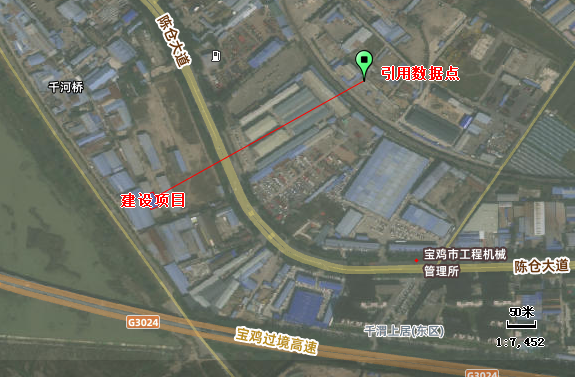 陈仓大道
引用数据点
千河桥
建设项目
宝鸡市工程机械
管理所
陈仓大道
50米
G3024
宝鸡过境高速
千渭上居(东区)
1:7,452
G3024